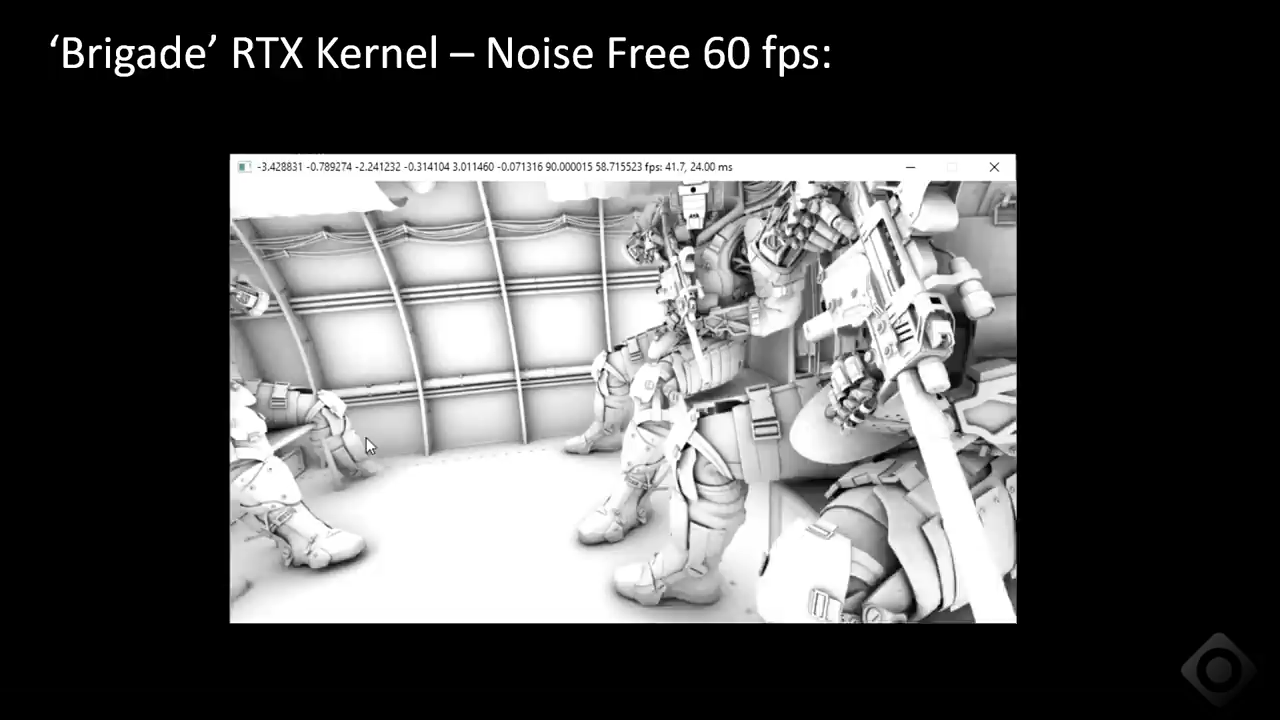 ‘Brigade’ RTX Kernel – Noise Free 60 fps:
-3.428831 -0.789274 -2.241232 -0.314104 3.011460 -0.071316 90.000015 58.715523 fps: 41.7, 24.00 ms